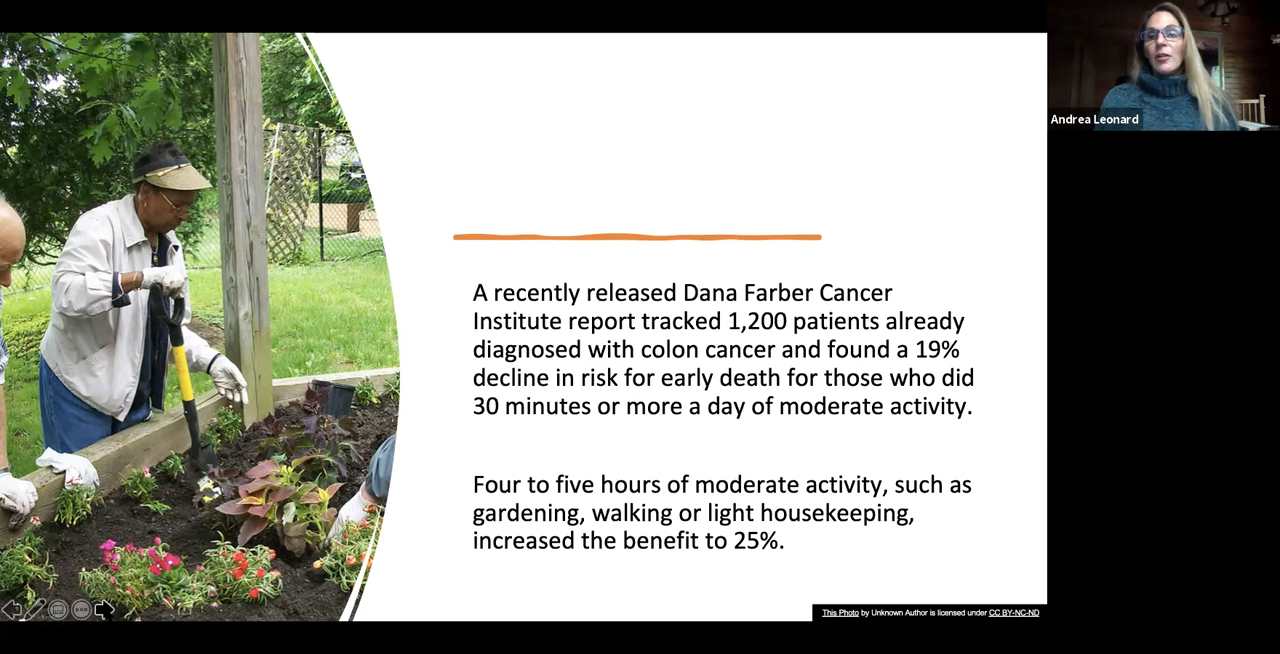 Andrea Leonard
A recently released Dana Farber Cancer
Institute report tracked 1,200 patients already
diagnosed with colon cancer and found a 19%
decline in risk for early death for those who did
30 minutes or more a day of moderate activity.
Four to five hours of moderate activity, such as
gardening, walking or light housekeeping,
increased the benefit to 25%.
This Photo by Unknown Author is licensed under CC BY-NC-ND